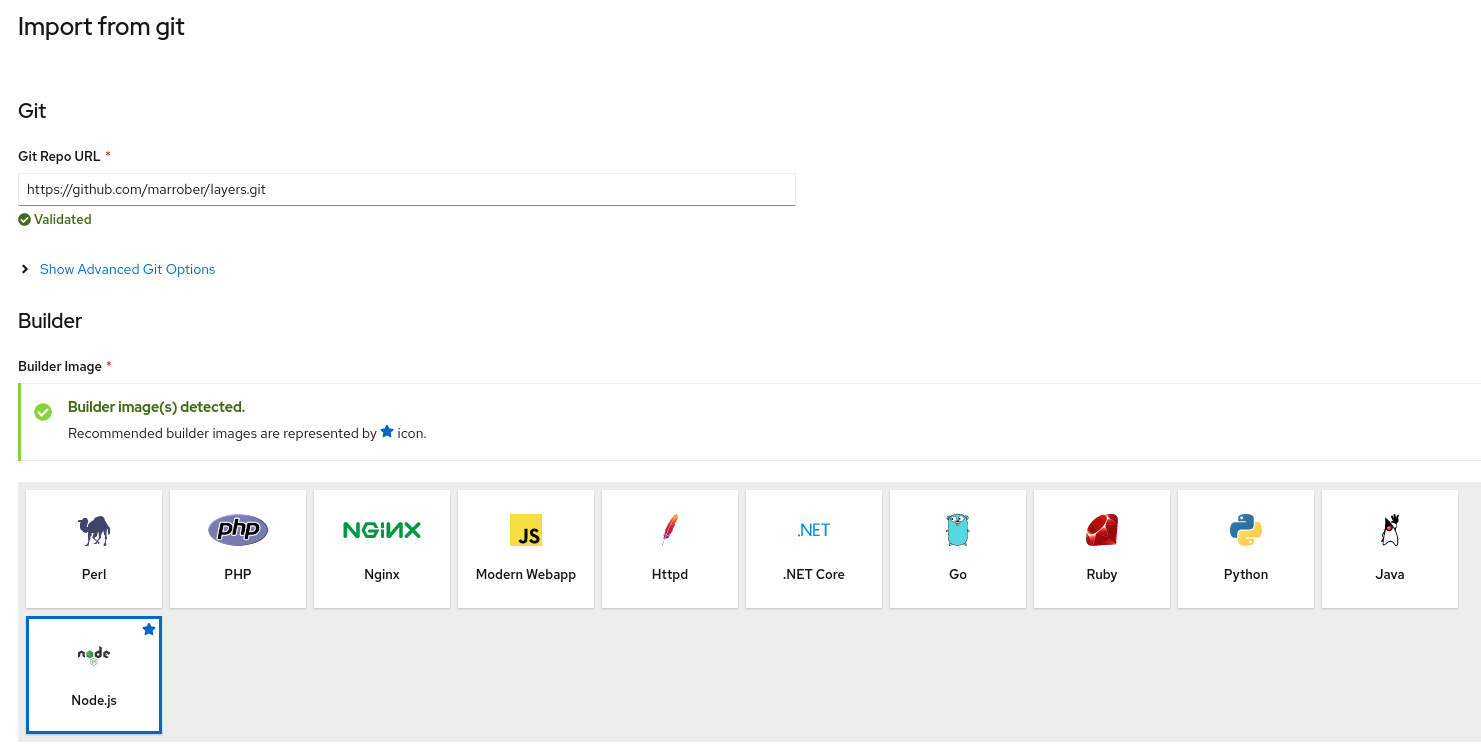 Import from git
Git
Git Repo URL *
https://github.com/marrober/layers.git
Validated
Show Advanced Git Options
Builder
Builder Image *
Builder image(s) detected.
Recommended builder images are represented by icon.
php NGINX JS .NET
Perl PHP Nginx Modern Webapp Httpd .NET Core Go Ruby Python Java
node
JS
Node.js